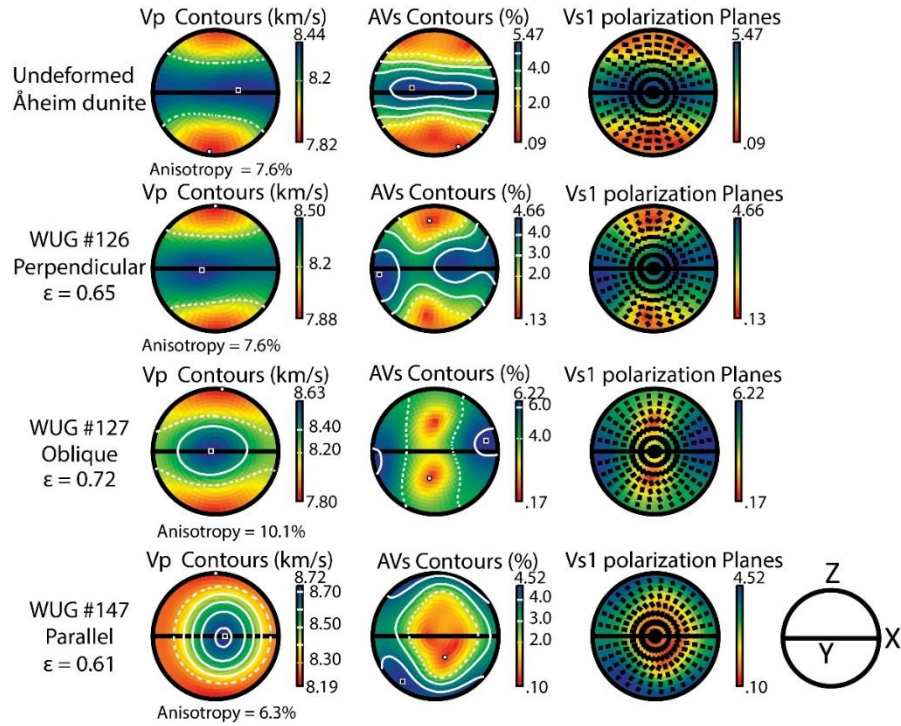 Vp Contours (km/s) AVs Contours (%) Vs1 polarization Planes
8.44 5.47 5.47
Undeformed
Åheim dunite
8.2 4.0
2.0
7.82 .09 .09
Anisotropy = 7.6%
Vp Contours (km/s) AVs Contours (%) Vs1 polarization Planes
8.50 4.66 4.66
WUG #126
Perpendicular
ε = 0.65
8.2 4.0
3.0
2.0
7.88 .13 .13
Anisotropy = 7.6%
Vp Contours (km/s) AVs Contours (%) Vs1 polarization Planes
8.63 6.22 6.22
WUG #127
Oblique
ε = 0.72
8.40 6.0
8.20 4.0
7.80 .17 .17
Anisotropy = 10.1%
Vp Contours (km/s) AVs Contours (%) Vs1 polarization Planes
8.72 4.52 4.52
WUG #147
Parallel
ε = 0.61
8.70 4.0
8.50 3.0
8.30 2.0
8.19 .10 .10
Anisotropy = 6.3%
Z
X
Y